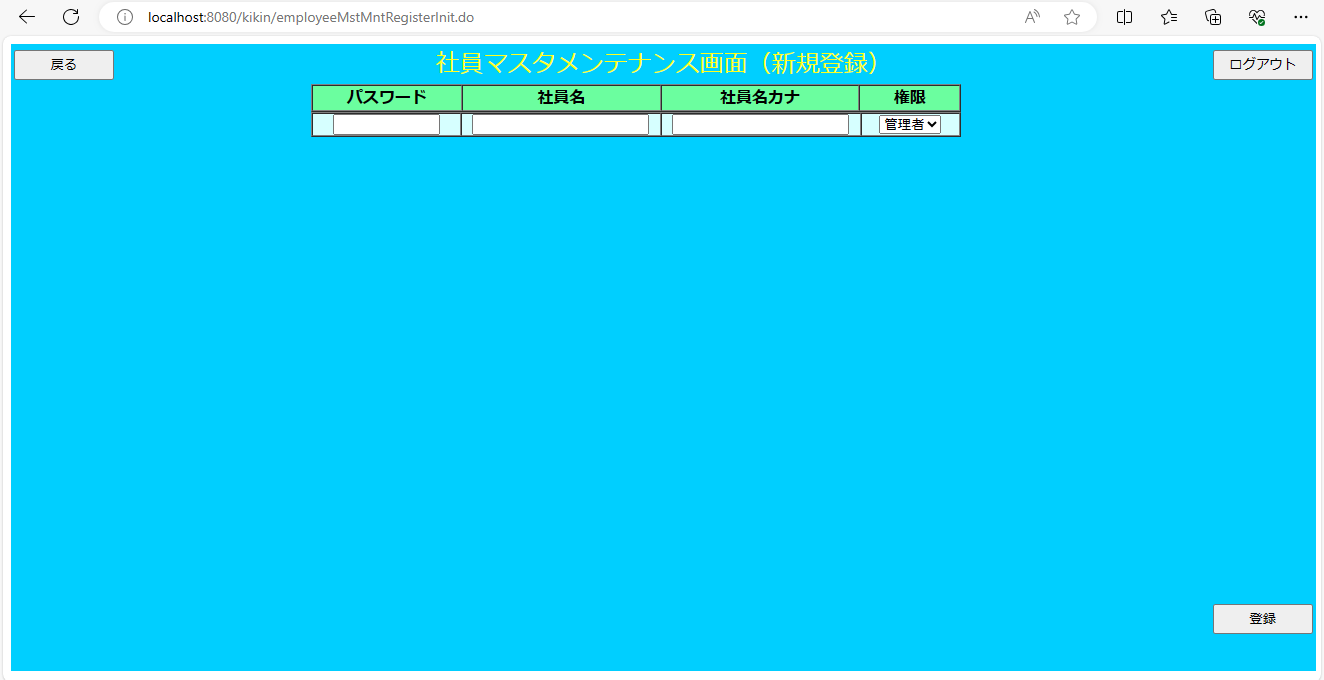 localhost:8080/kikin/employeeMstMntRegisterInit.do
戻る 社員マスタメンテナンス画面（新規登録） ログアウト
パスワード 社員名 社員名カナ 権限
管理者
登録